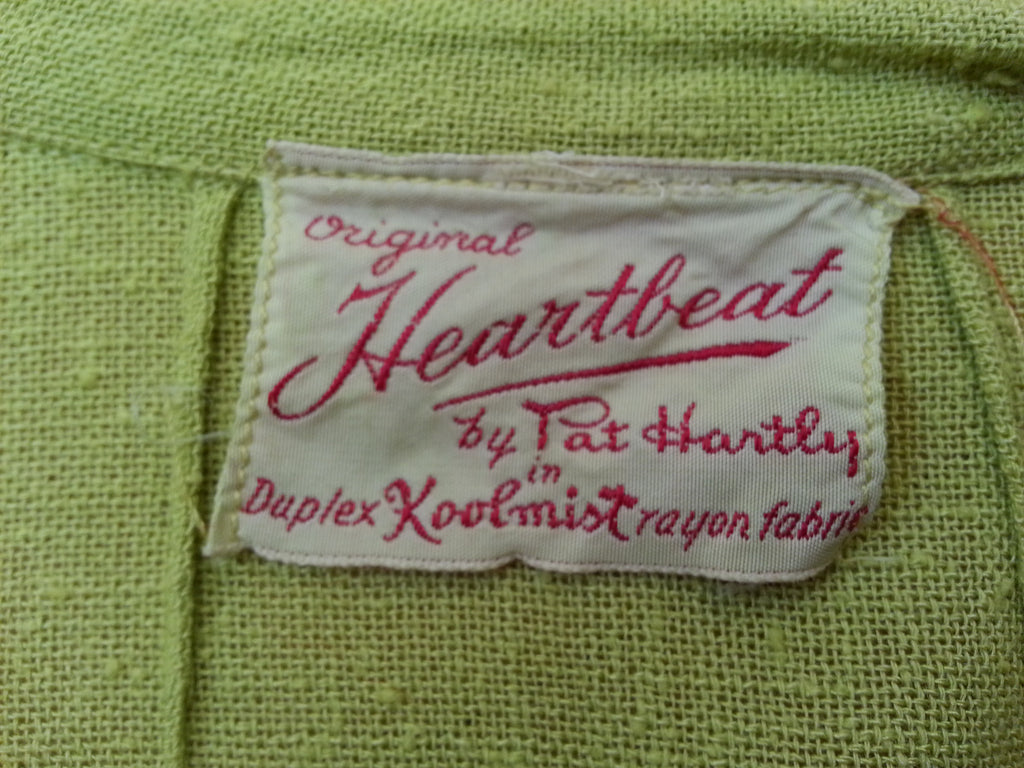 Original
Heartbeat
by Pat Hartly
in
Duplex Koolmist rayon fabric